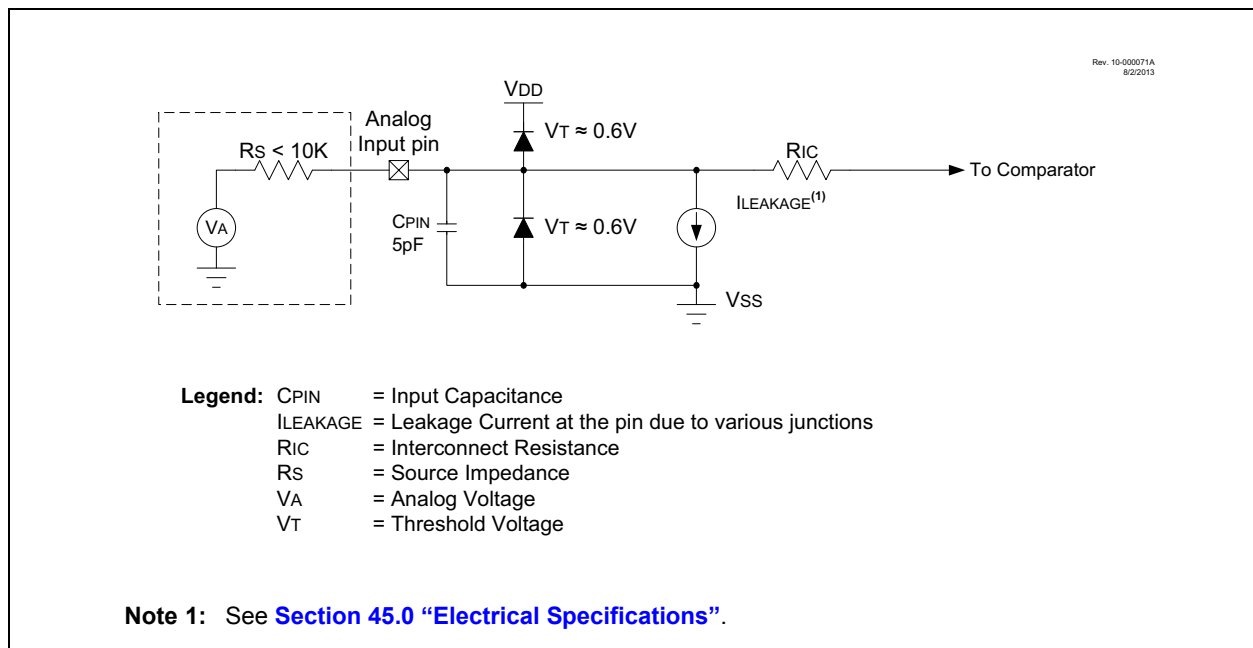 Rev. 10-000071A
8/2/2013
VDD
Analog
Input pin
VT ≈ 0.6V
RS < 10K
RIC
To Comparator
ILEAKAGE(1)
CPIN
5pF
VT ≈ 0.6V
VA
VSS
Legend: CPIN = Input Capacitance
ILEAKAGE = Leakage Current at the pin due to various junctions
RIC = Interconnect Resistance
RS = Source Impedance
VA = Analog Voltage
VT = Threshold Voltage
Note 1: See Section 45.0 “Electrical Specifications”.